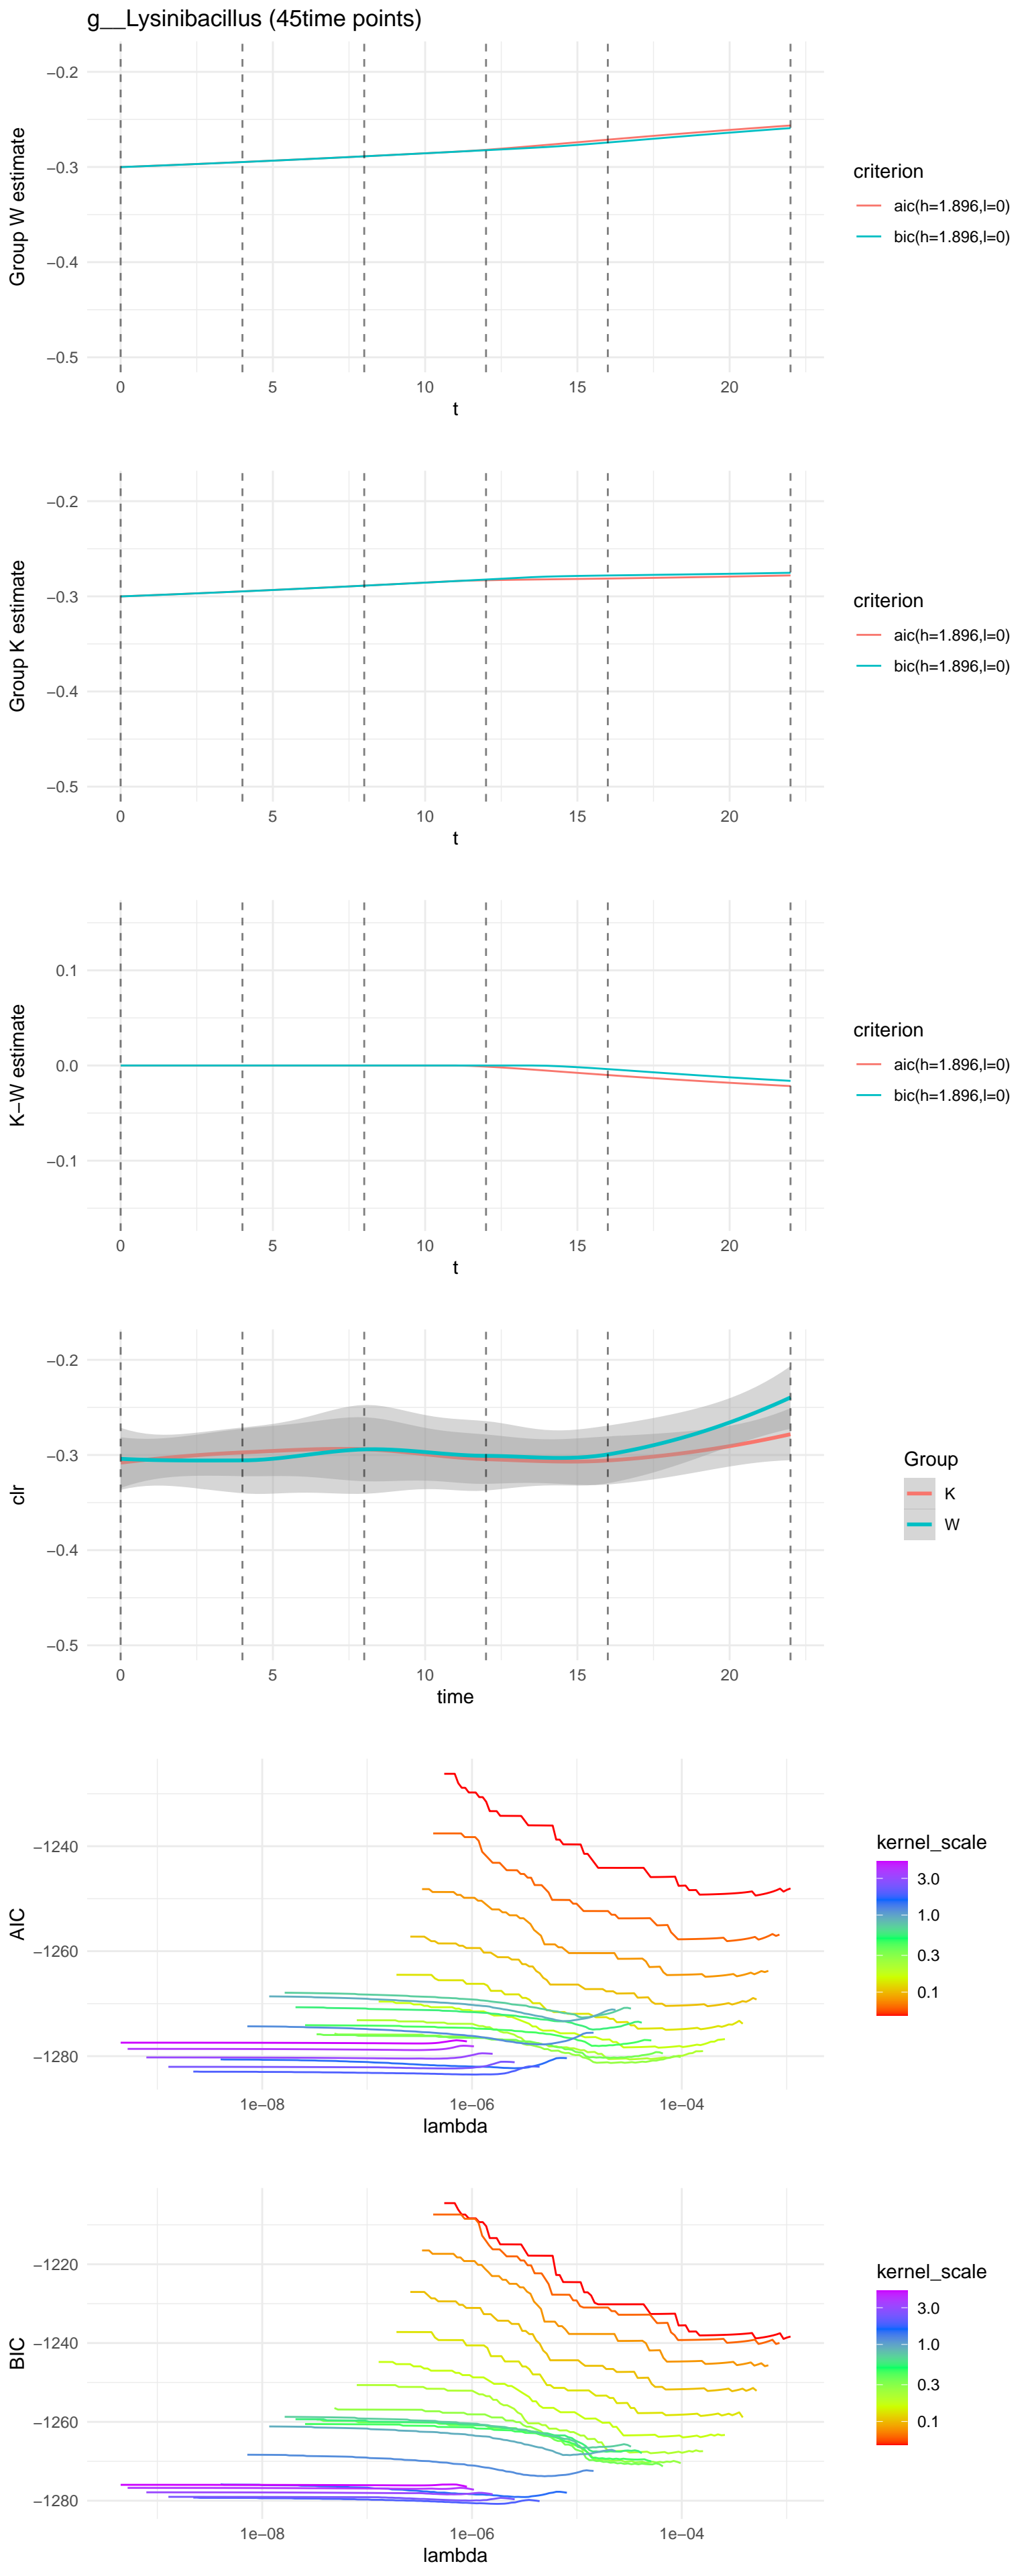 g__Lysinibacillus (45time points)
Group W estimate
−0.2
−0.3
−0.4
−0.5
0 5 10 15 20
t
criterion
aic(h=1.896,l=0)
bic(h=1.896,l=0)
Group K estimate
−0.2
−0.3
−0.4
−0.5
0 5 10 15 20
t
criterion
aic(h=1.896,l=0)
bic(h=1.896,l=0)
K−W estimate
0.1
0.0
−0.1
0 5 10 15 20
t
criterion
aic(h=1.896,l=0)
bic(h=1.896,l=0)
clr
−0.2
−0.3
−0.4
−0.5
0 5 10 15 20
time
Group
K
W
AIC
−1240
−1260
−1280
1e−08 1e−06 1e−04
lambda
kernel_scale
3.0
1.0
0.3
0.1
BIC
−1220
−1240
−1260
−1280
1e−08 1e−06 1e−04
lambda
kernel_scale
3.0
1.0
0.3
0.1